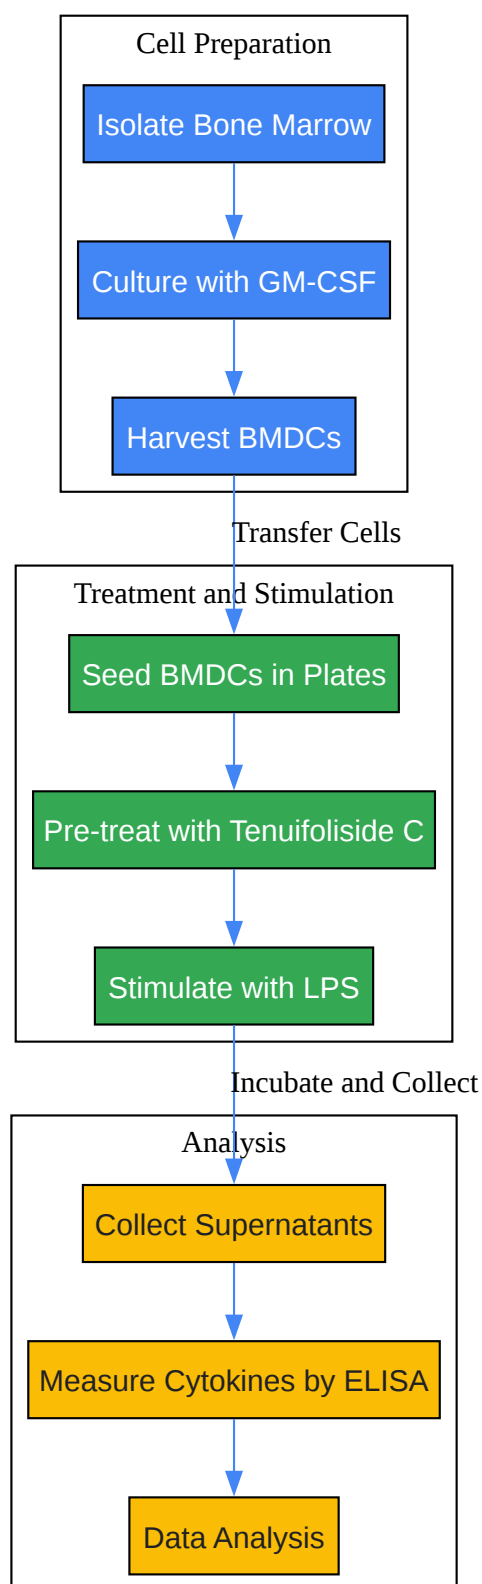 Cell Preparation
Isolate Bone Marrow
Culture with GM-CSF
Harvest BMDCs
Transfer Cells
Treatment and Stimulation
Seed BMDCs in Plates
Pre-treat with Tenuifoliside C
Stimulate with LPS
Incubate and Collect
Analysis
Collect Supernatants
Measure Cytokines by ELISA
Data Analysis